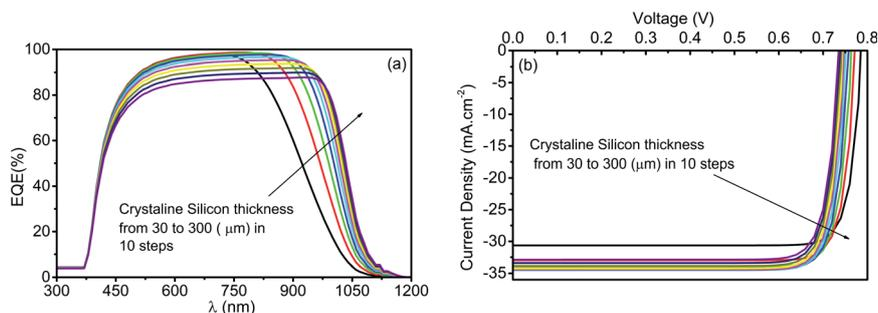 100
80
60
40
20
0
EQE(%)
(a)
Crystaline Silicon thickness
from 30 to 300 ( μm) in
10 steps
300 450 600 750 900 1050 1200
λ (nm)
Voltage (V)
0.0 0.1 0.2 0.3 0.4 0.5 0.6 0.7 0.8
0
-5
-10
-15
-20
-25
-30
-35
Current Density (mA.cm⁻²)
(b)
Crystaline Silicon thickness
from 30 to 300 (μm) in 10 steps